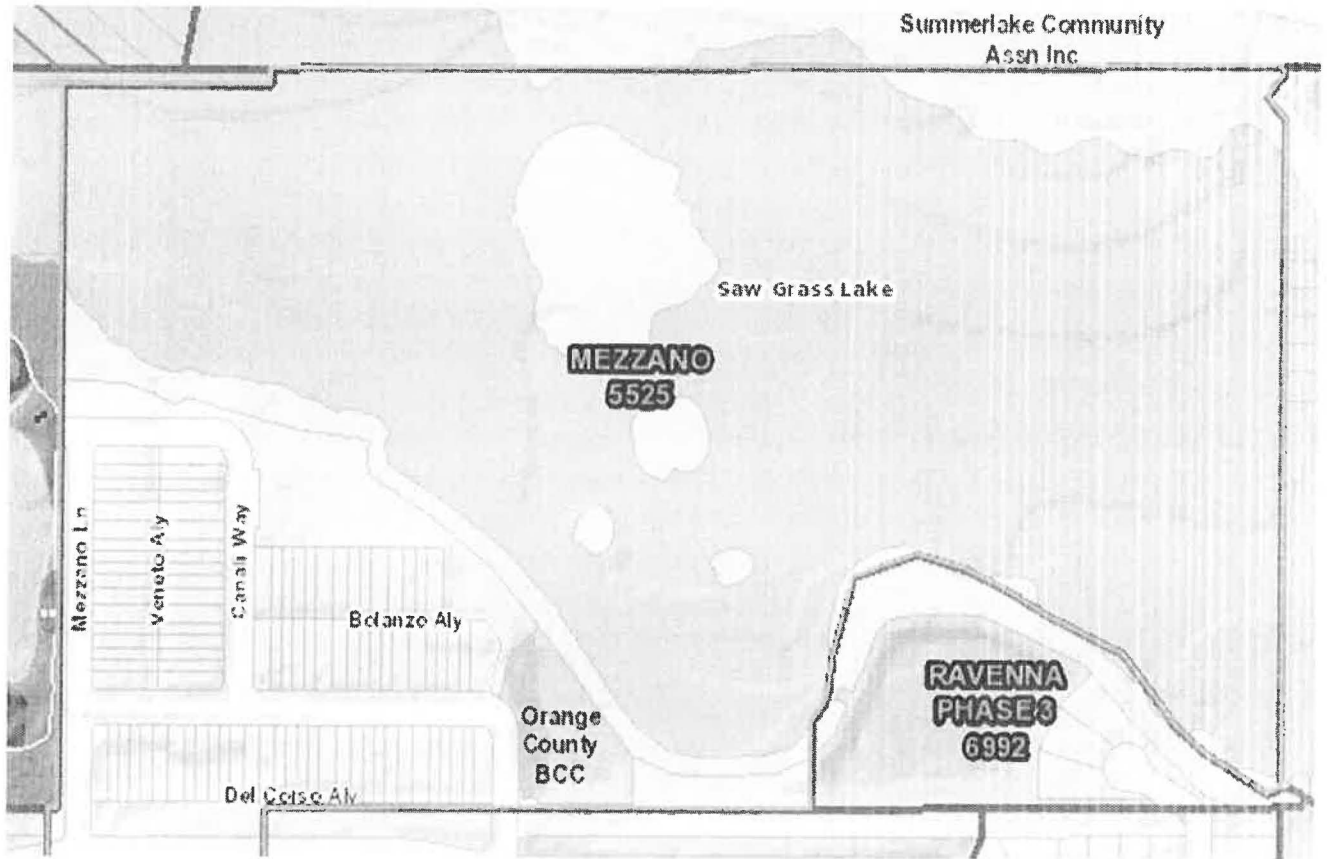 Summerlake Community
Assn Inc
Saw Grass Lake
MEZZANO
5525
Mezzano Ln
Veneto Aly
Canali Way
Bolanzo Aly
Orange
County
BCC
RAVENNA
PHASE 3
6992
Del Corso Aly